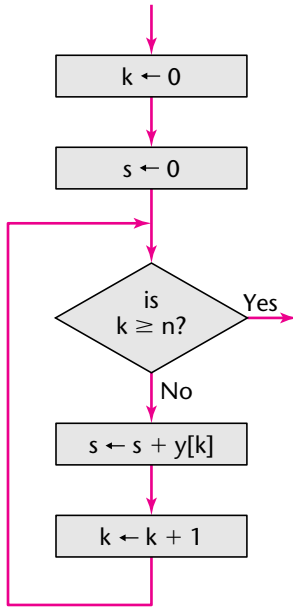 k ← 0
s ← 0
is
k ≥ n?
Yes
No
s ← s + y[k]
k ← k + 1